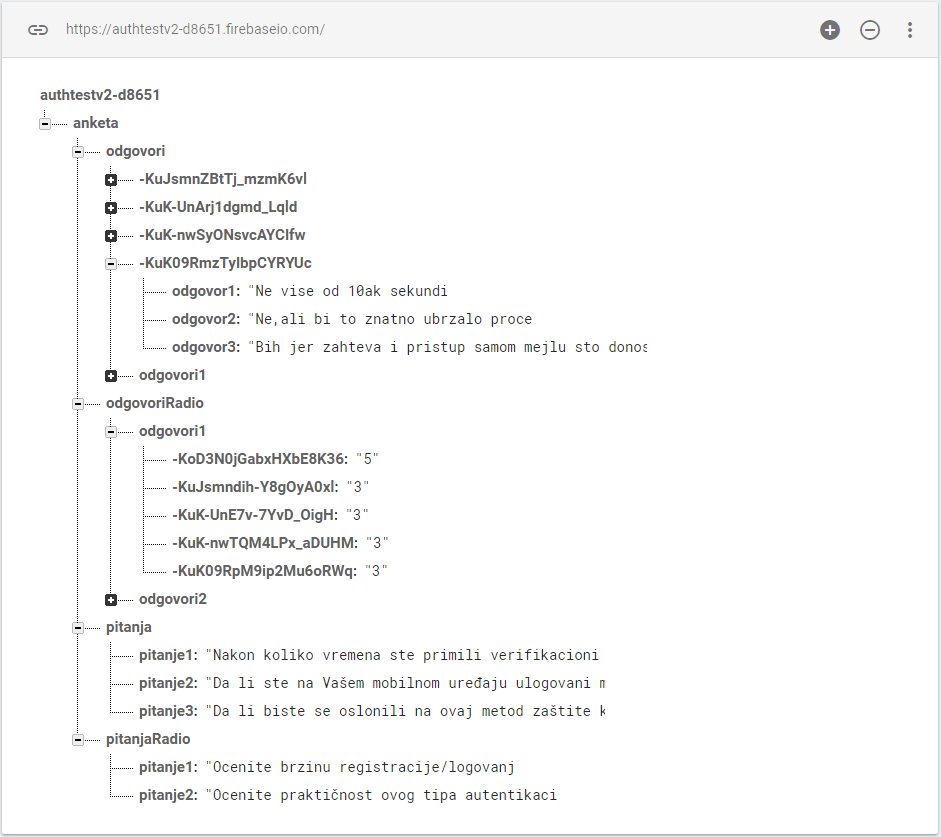 https://authtestv2-d8651.firebaseio.com/
authtestv2-d8651
anketa
odgovori
-KuJsmnZBtTj_mzmK6vl
-KuK-UnArj1dgmd_Lqld
-KuK-nwSyONsvcAYClfw
-KuK09RmzTylbpCYRYUc
odgovor1: "Ne vise od 10ak sekundi
odgovor2: "Ne,ali bi to znatno ubrzalo proce
odgovor3: "Bih jer zahteva i pristup samom mejlu sto donos
odgovori1
odgovoriRadio
odgovori1
-KoD3N0jGabxHXbE8K36: "5"
-KuJsmndih-Y8gOyA0xl: "3"
-KuK-UnE7v-7YvD_OigH: "3"
-KuK-nwTQM4LPx_aDUHM: "3"
-KuK09RpM9ip2Mu6oRWq: "3"
odgovori2
pitanja
pitanje1: "Nakon koliko vremena ste primili verifikacioni
pitanje2: "Da li ste na Vašem mobilnom uređaju ulogovani m
pitanje3: "Da li biste se oslonili na ovaj metod zaštite k
pitanjaRadio
pitanje1: "Ocenite brzinu registracije/logovanj
pitanje2: "Ocenite praktičnost ovog tipa autentikaci